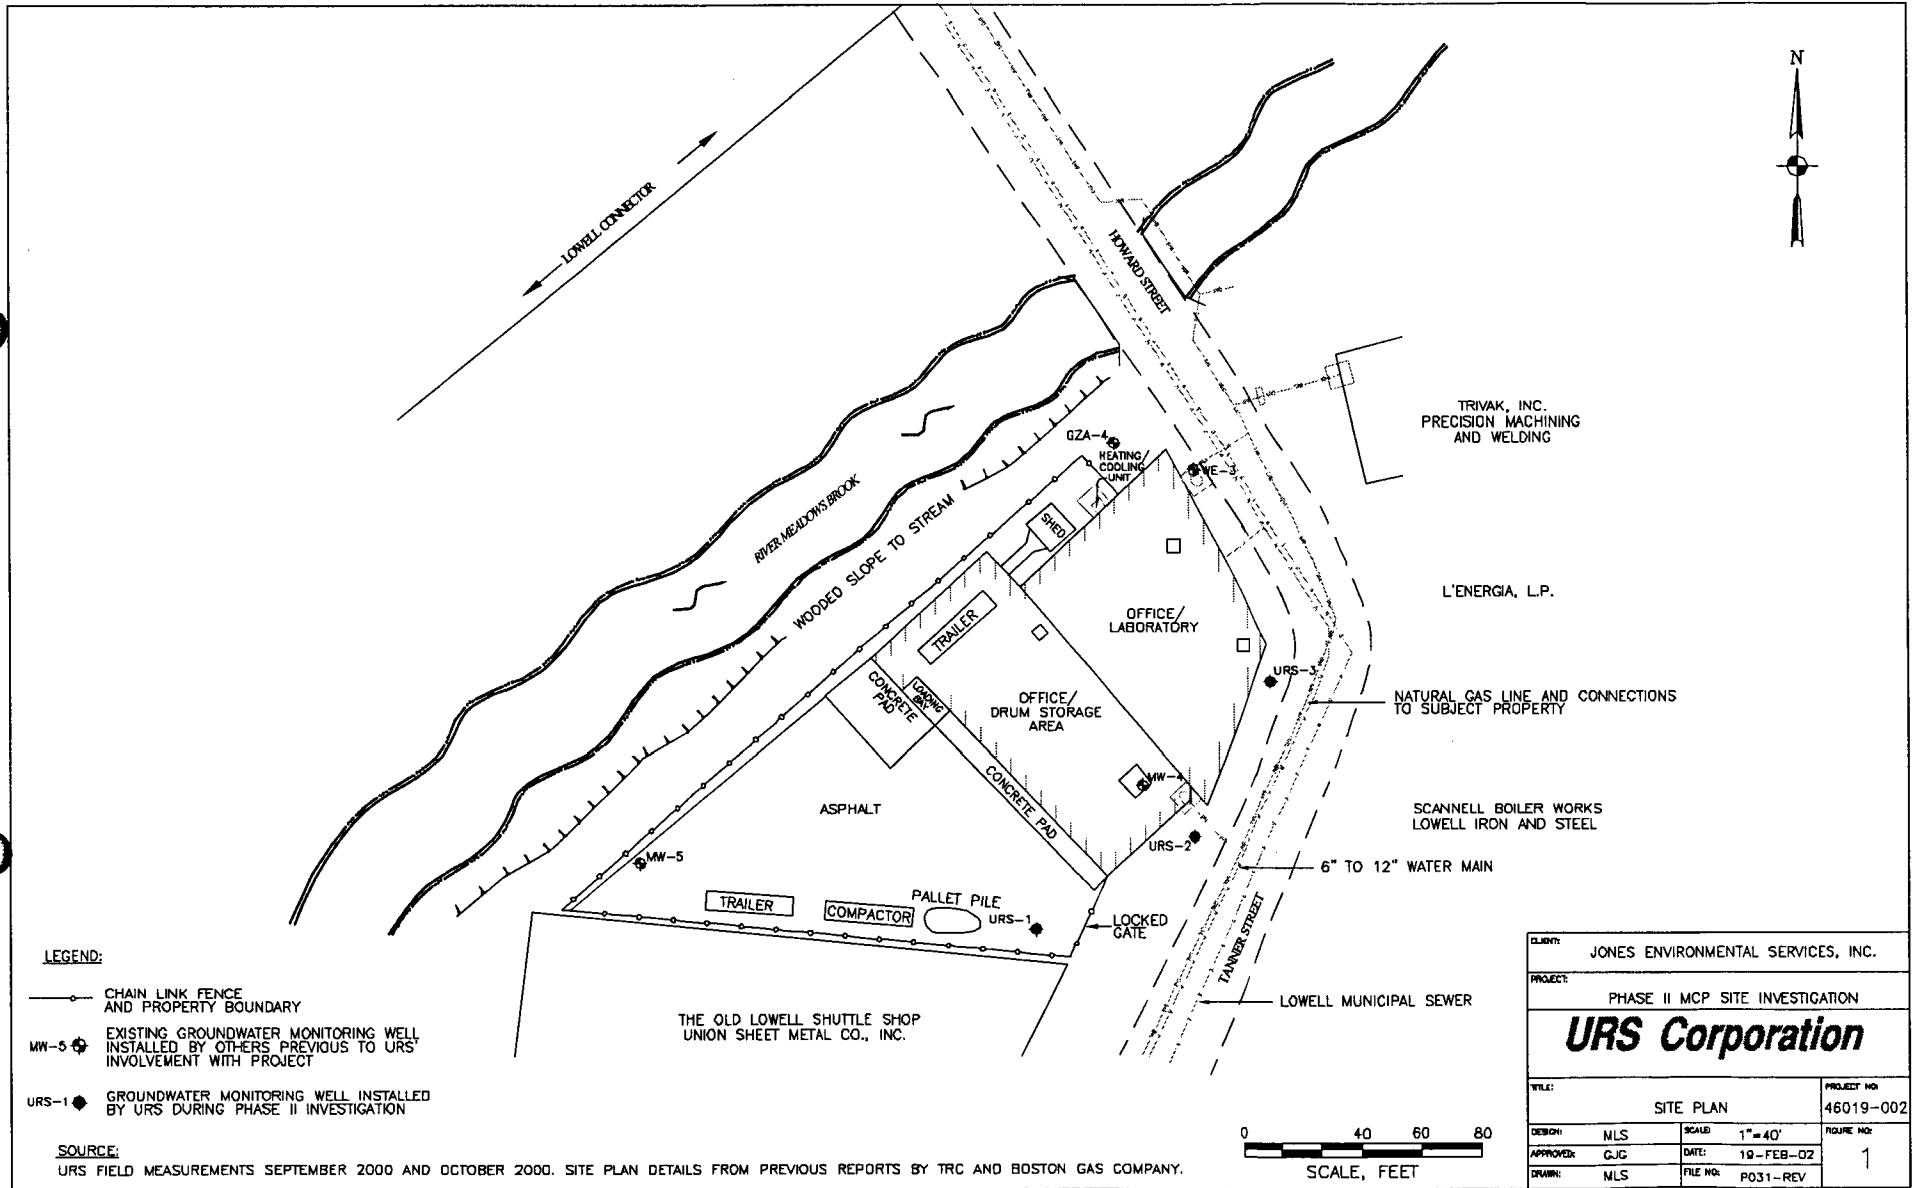 N
LOWELL CONNECTOR
HOWARD STREET
TRIVAK, INC.
PRECISION MACHINING
AND WELDING
GZA-4
HEATING
COOLING
UNIT
WE-3
RIVER MEADOWS BROOK
WOODED SLOPE TO STREAM
SHED
L'ENERGIA, L.P.
OFFICE/
LABORATORY
TRAILER
URS-3
CONCRETE
PAD
LOADING
BAY
OFFICE/
DRUM STORAGE
AREA
NATURAL GAS LINE AND CONNECTIONS
TO SUBJECT PROPERTY
MW-4
CONCRETE PAD
ASPHALT
SCANNELL BOILER WORKS
LOWELL IRON AND STEEL
URS-2
MW-5
6" TO 12" WATER MAIN
TRAILER
COMPACTOR
PALLET PILE
URS-1
LOCKED
GATE
TANNER STREET
LOWELL MUNICIPAL SEWER
THE OLD LOWELL SHUTTLE SHOP
UNION SHEET METAL CO., INC.
LEGEND:
CHAIN LINK FENCE
AND PROPERTY BOUNDARY
MW-5 EXISTING GROUNDWATER MONITORING WELL
INSTALLED BY OTHERS PREVIOUS TO URS'
INVOLVEMENT WITH PROJECT
URS-1 GROUNDWATER MONITORING WELL INSTALLED
BY URS DURING PHASE II INVESTIGATION
SOURCE:
URS FIELD MEASUREMENTS SEPTEMBER 2000 AND OCTOBER 2000. SITE PLAN DETAILS FROM PREVIOUS REPORTS BY TRC AND BOSTON GAS COMPANY.
0 40 60 80
SCALE, FEET
CLIENT:
JONES ENVIRONMENTAL SERVICES, INC.
PROJECT:
PHASE II MCP SITE INVESTIGATION
URS Corporation
TITLE:
SITE PLAN
PROJECT NO:
46019-002
DESIGN: MLS SCALE: 1"=40'
FIGURE NO:
1
APPROVED: GJG DATE: 19-FEB-02
DRAWN: MLS FILE NO: P031-REV